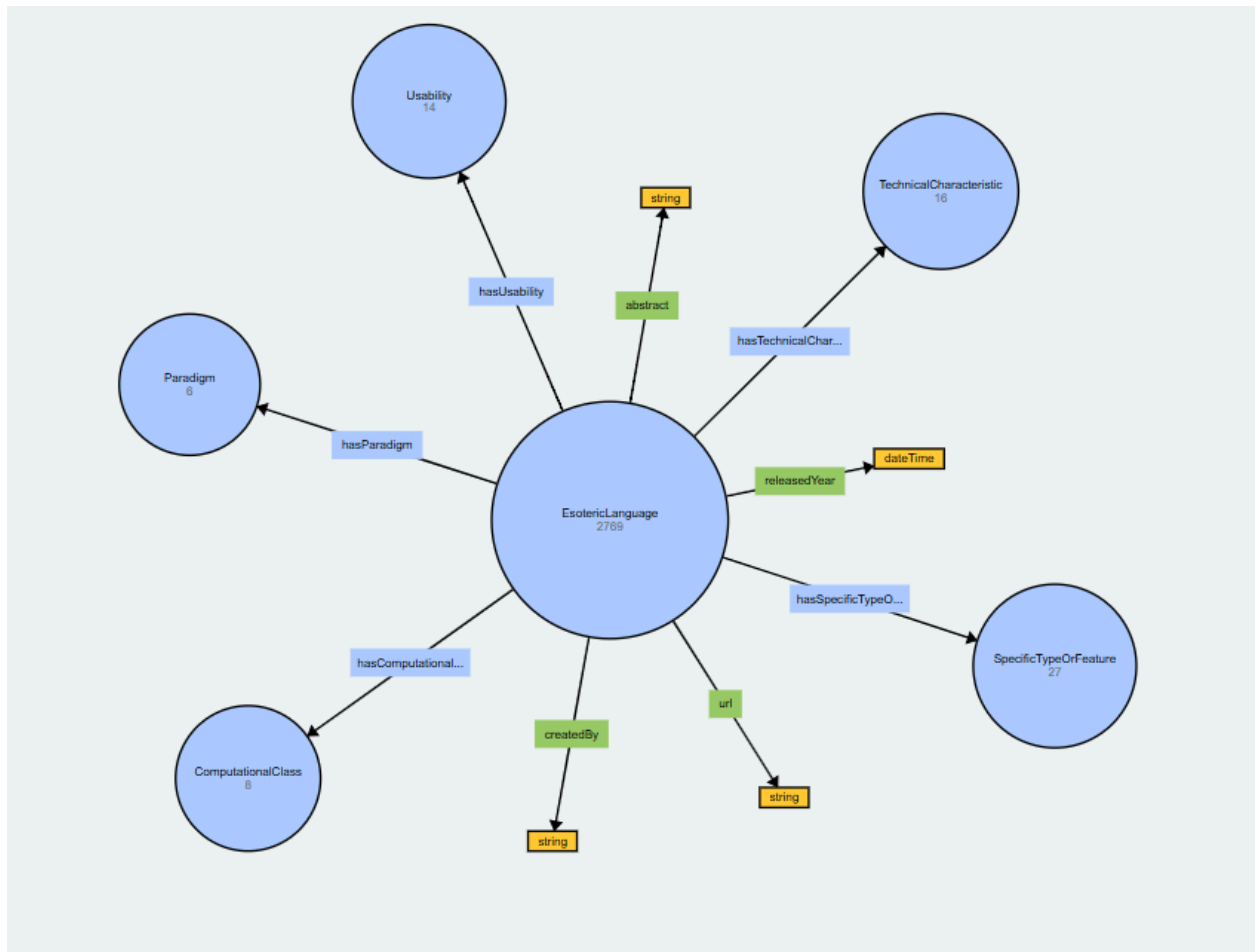 Usability
14
TechnicalCharacteristic
16
string
hasUsability
abstract
hasTechnicalChar...
Paradigm
6
hasParadigm
dateTime
releasedYear
EsotericLanguage
2769
hasSpecificTypeO...
SpecificTypeOrFeature
27
hasComputational...
url
createdBy
ComputationalClass
8
string
string